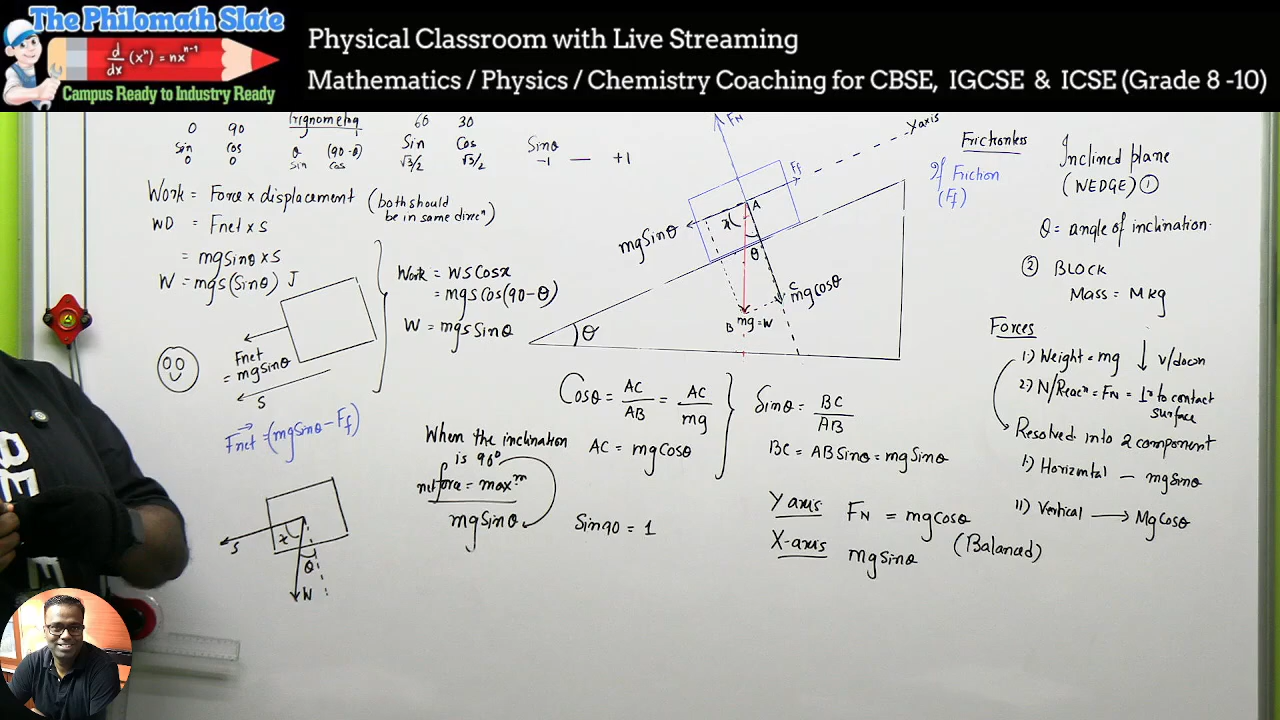 The Philomath Slate
d/dx (xⁿ) = nxⁿ⁻¹
Campus Ready to Industry Ready
Physical Classroom with Live Streaming
Mathematics / Physics / Chemistry Coaching for CBSE, IGCSE & ICSE (Grade 8 -10)
Trignometry
0 90
Sin Cos
0 0
θ (90-θ)
Sin Cos
60 30
Sin Cos
√3/2 √3/2
Sinθ
-1 — +1
Work = Force x displacement (both should
be in same direcⁿ)
WD = Fnet x s
= mgSinθ x s
W = mgs(Sinθ) J
Fnet
= mgSinθ
S
Fnet = (mgSinθ - Ff)
x
θ
S
W
Work = WS Cosx
= mgs Cos(90-θ)
W = mgs Sinθ
FN
Y axis
Ff
A
x
θ
mgSinθ
C
mgcosθ
B mg=W
θ
Cosθ = AC/AB = AC/mg
AC = mgCosθ
Sinθ = BC/AB
BC = AB Sinθ = mgSinθ
When the inclination
is 90°
net force = maxᵐ
mgSinθ
Sin90 = 1
Y axis FN = mgcosθ
X-axis mgSinθ (Balanced)
Frictionless
If Friction
(Ff)
Inclined plane
(WEDGE) ①
θ = angle of inclination.
② BLOCK
Mass = M kg
Forces
1.) Weight = mg ↓ v/down
2) N/Reacⁿ = FN = ⊥ʳ to contact
surface
Resolved into 2 component
1) Horizontal — mgSinθ
11) Vertical → MgCosθ